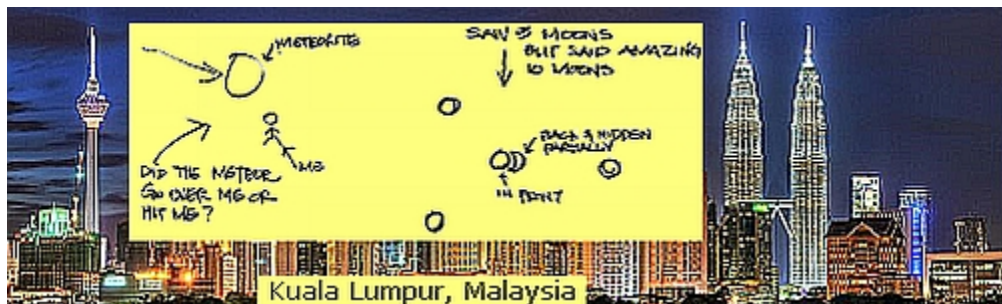 METEORITE
DID THE METEOR
GO OVER ME OR
HIT ME?
ME
SAW 5 MOONS
BUT SAID AMAZING
10 MOONS
BACK & HIDDEN
PARTIALLY
IN FRONT
Kuala Lumpur, Malaysia